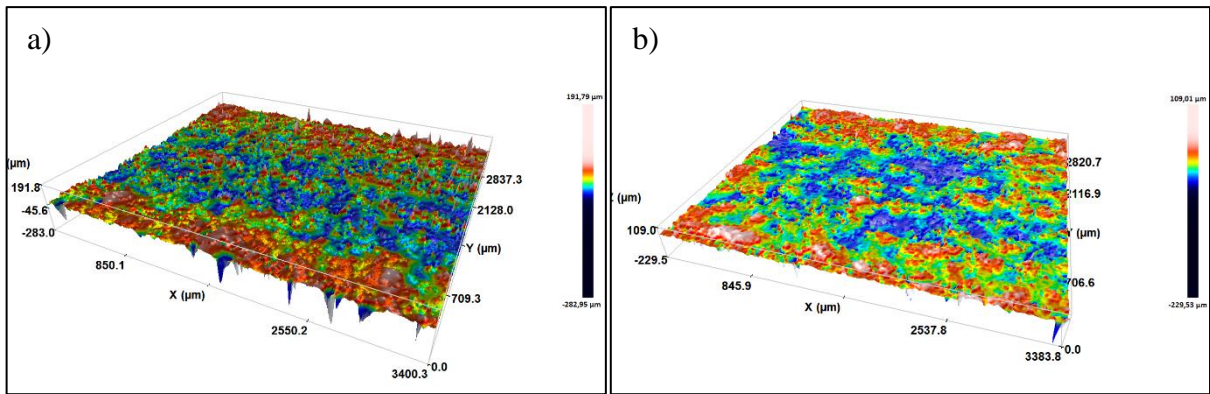 a)
191,79 µm
(µm)
191.8
-45.6
-283.0
850.1
X (µm)
2550.2
3400.3
0.0
709.3
Y (µm)
2128.0
2837.3
-282,95 µm
b)
109,01 µm
(µm)
109.0
-229.5
845.9
X (µm)
2537.8
3383.8
0.0
706.6
(µm)
2116.9
2820.7
-229,53 µm